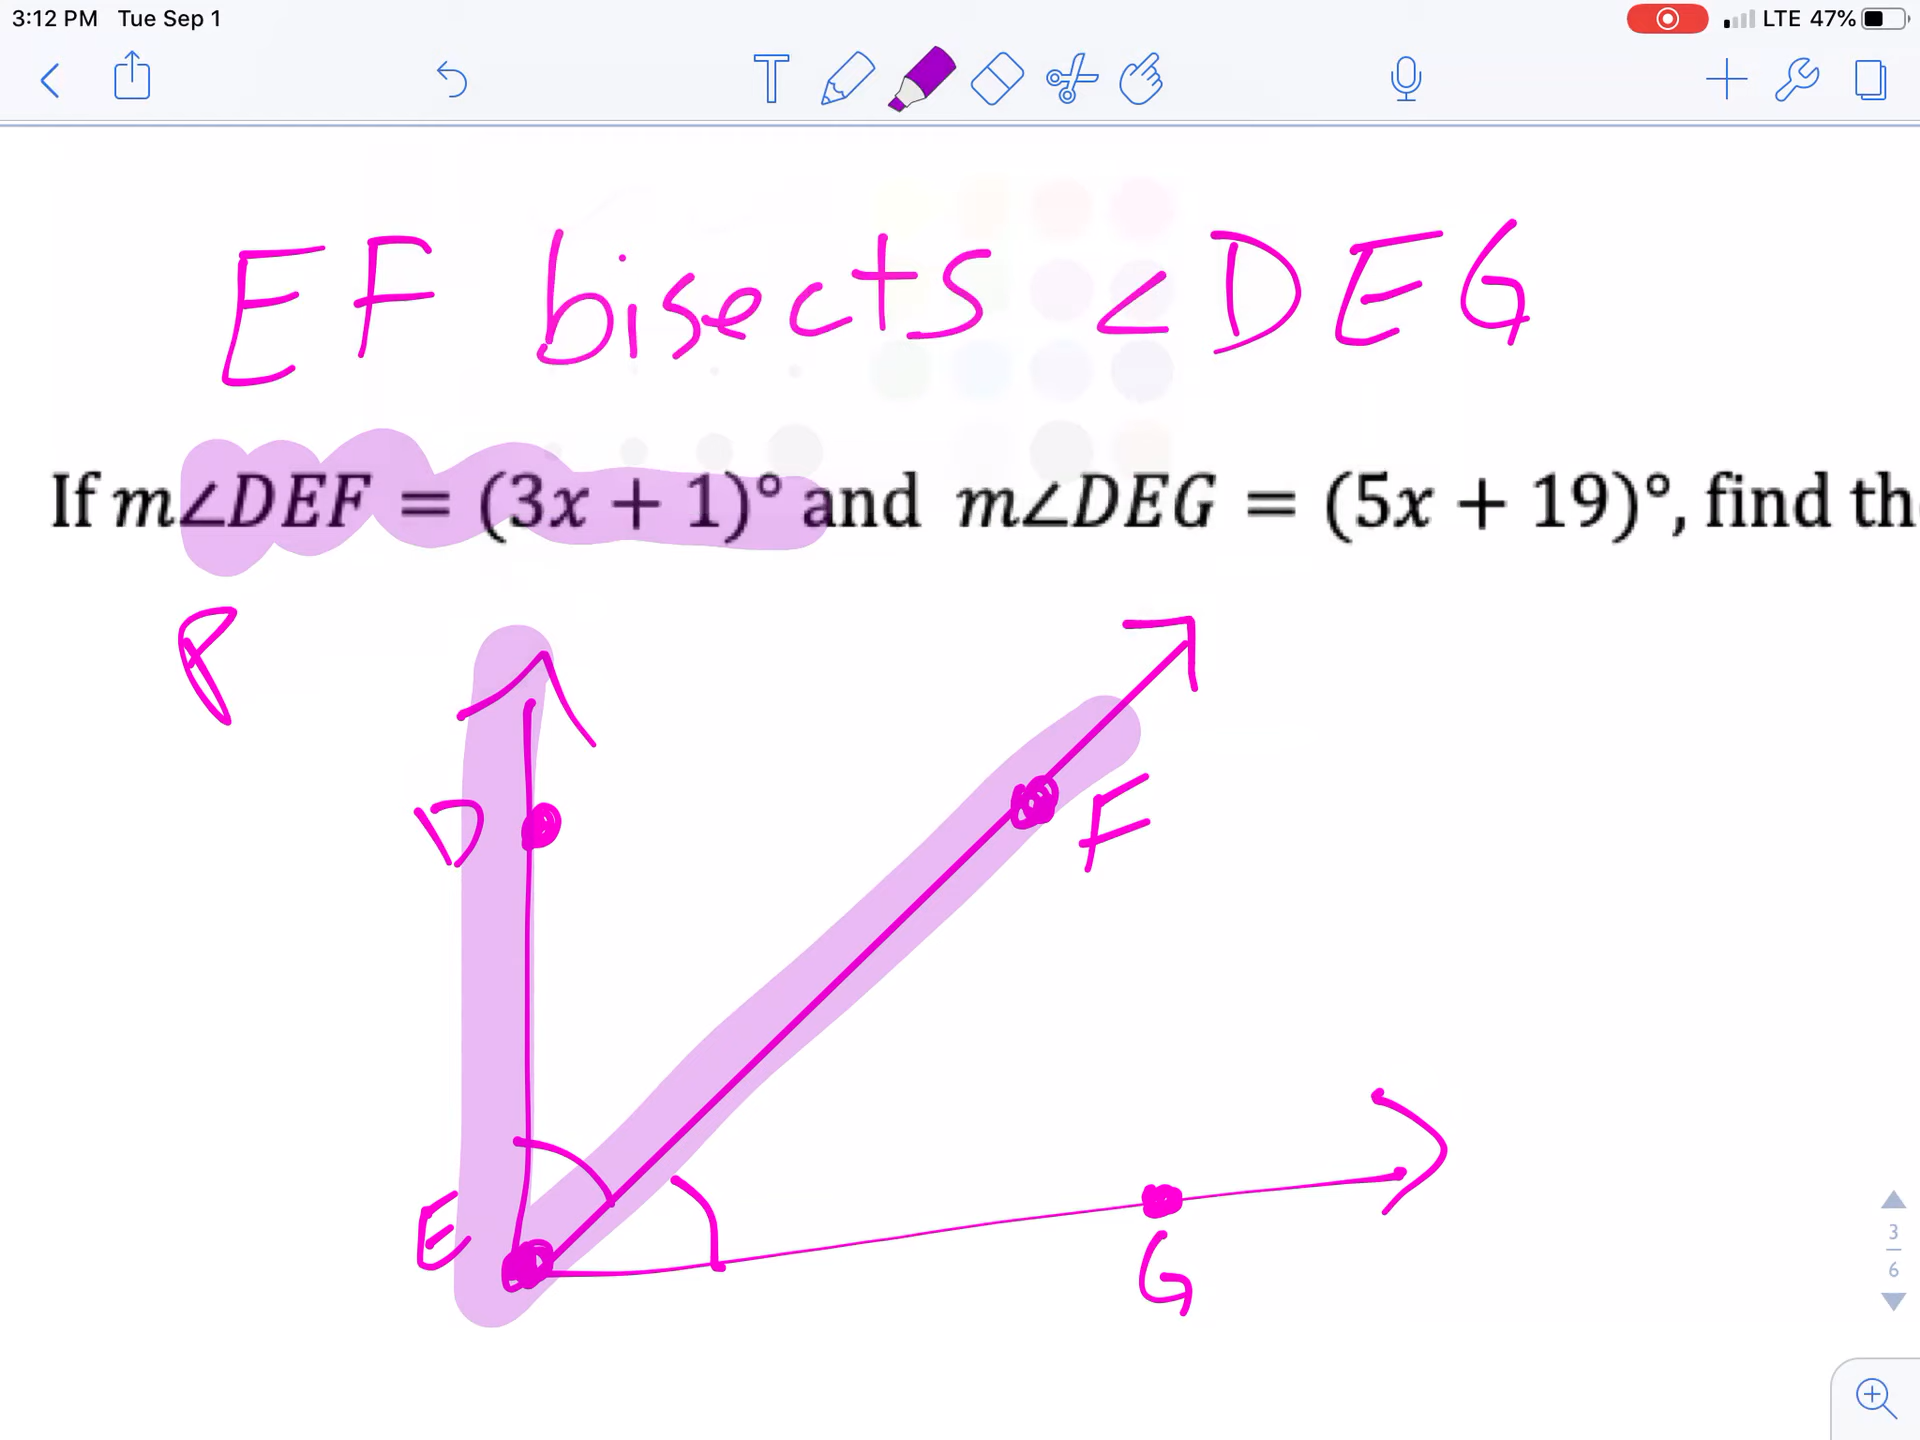 3:12 PM Tue Sep 1
LTE 47%
T
EF bisects <DEG
If m∠DEF = (3x + 1)° and m∠DEG = (5x + 19)°, find th
D
F
E
G
3
6